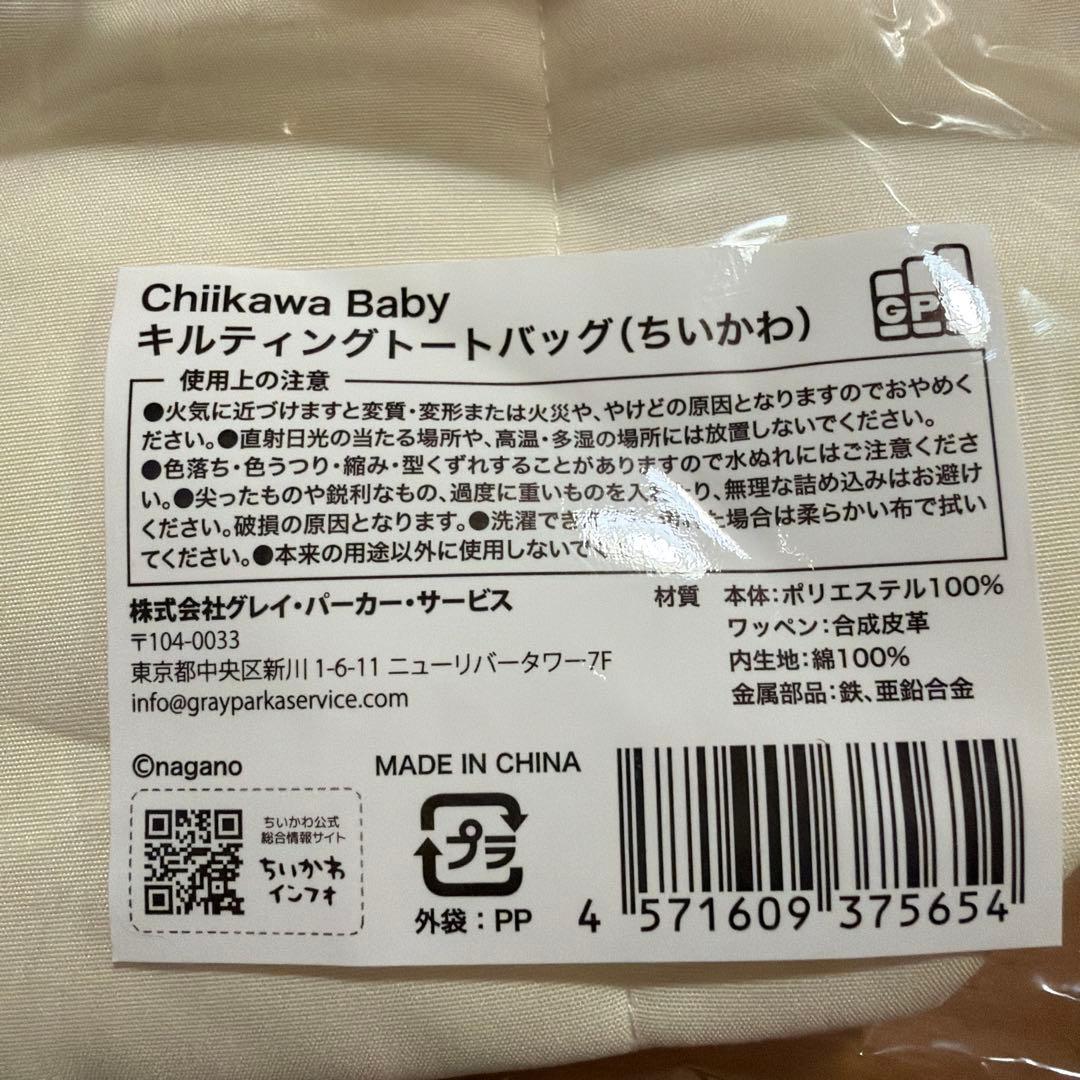 Chiikawa Baby
キルティングトートバッグ(ちいかわ)
GPS
使用上の注意
●火気に近づけますと変質・変形または火災や、やけどの原因となりますのでおやめく
ださい。●直射日光の当たる場所や、高温・多湿の場所には放置しないでください。
●色落ち・色うつり・縮み・型くずれすることがありますので水ぬれにはご注意くださ
い。●尖ったものや鋭利なもの、過度に重いものを入 り、無理な詰め込みはお避け
ください。破損の原因となります。●洗濯でき た場合は柔らかい布で拭い
てください。●本来の用途以外に使用しないで
株式会社グレイ・パーカー・サービス
〒104-0033
東京都中央区新川 1-6-11 ニューリバータワー7F
info@grayparkaservice.com
材質 本体:ポリエステル100%
ワッペン:合成皮革
内生地:綿100%
金属部品:鉄、亜鉛合金
©nagano
MADE IN CHINA
ちいかわ公式
総合情報サイト
ちいかわ
インフォ
プラ
外袋:PP
4 571609 375654